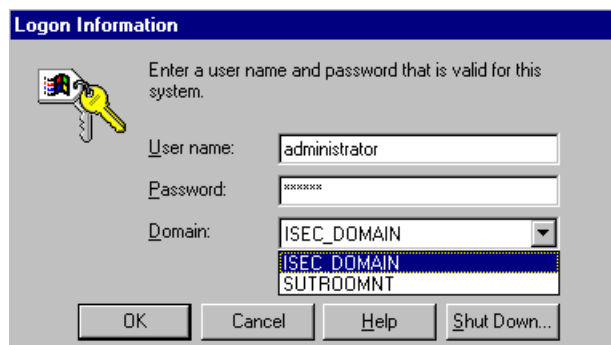 Logon Information
Enter a user name and password that is valid for this
system.
User name: administrator
Password: ******
Domain: ISEC_DOMAIN
ISEC_DOMAIN
SUTROOMNT
OK Cancel Help Shut Down...